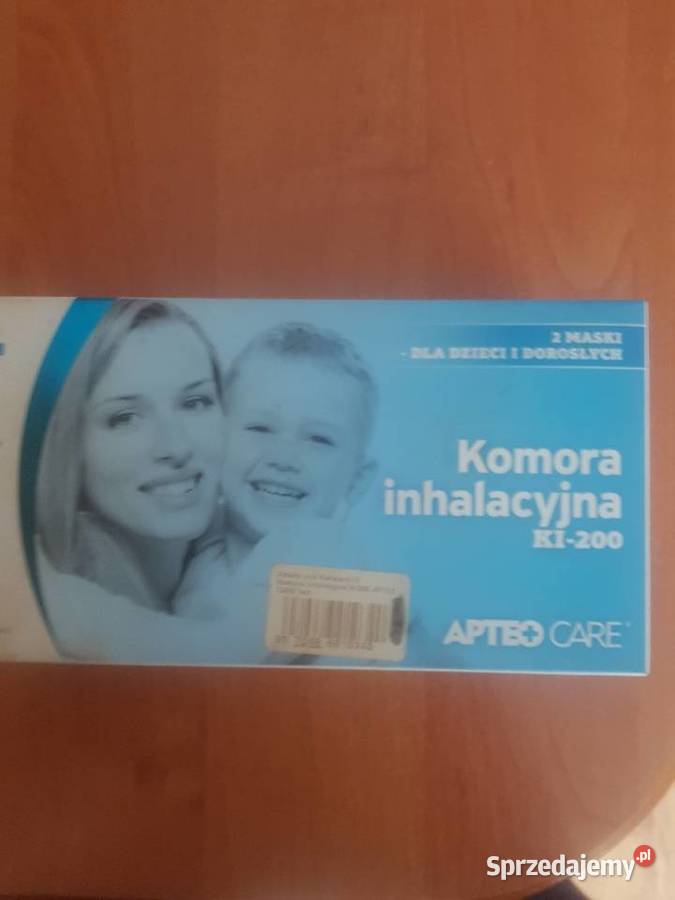 2 MASKI
- DLA DZIECI I DOROSŁYCH
Komora
inhalacyjna
KI-200
APTEO CARE®
Sprzedajemy.pl